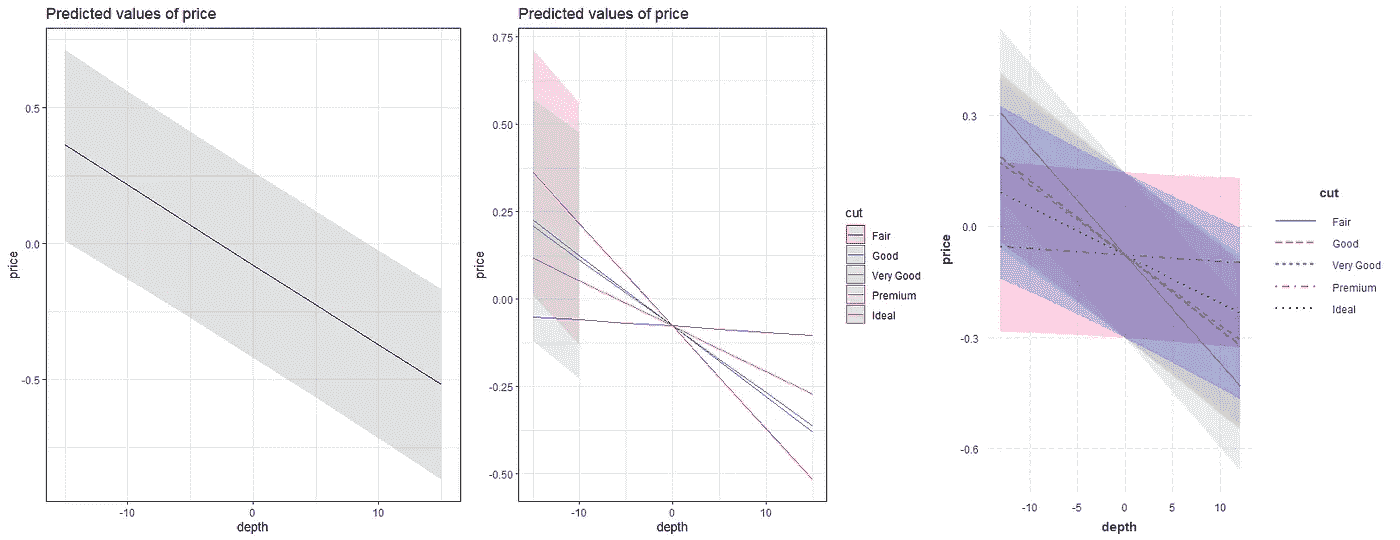 Predicted values of price
0.5
0.0
-0.5
price
-10
0
10
depth
Predicted values of price
0.75
0.50
0.25
0.00
-0.25
-0.50
price
-10
0
10
depth
cut
Fair
Good
Very Good
Premium
Ideal
0.3
0.0
-0.3
-0.6
price
-10
-5
0
5
10
depth
cut
Fair
Good
Very Good
Premium
Ideal